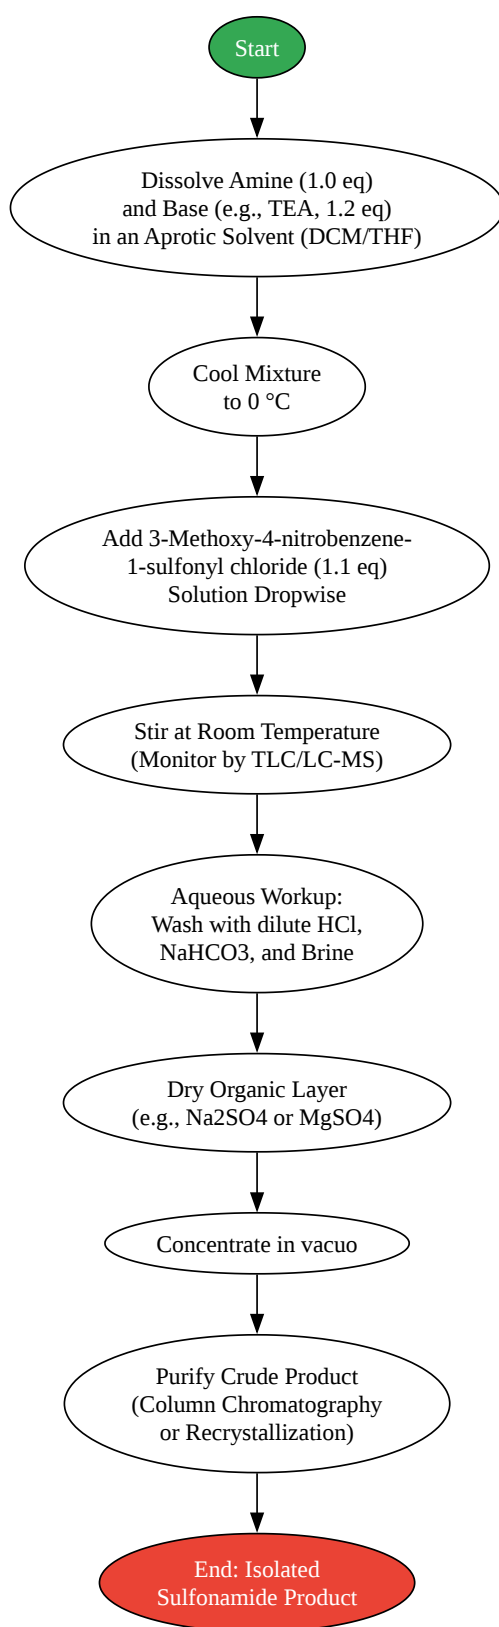 Start
Dissolve Amine (1.0 eq)
and Base (e.g., TEA, 1.2 eq)
in an Aprotic Solvent (DCM/THF)
Cool Mixture
to 0 °C
Add 3-Methoxy-4-nitrobenzene-
1-sulfonyl chloride (1.1 eq)
Solution Dropwise
Stir at Room Temperature
(Monitor by TLC/LC-MS)
Aqueous Workup:
Wash with dilute HCl,
NaHCO3, and Brine
Dry Organic Layer
(e.g., Na2SO4 or MgSO4)
Concentrate in vacuo
Purify Crude Product
(Column Chromatography
or Recrystallization)
End: Isolated
Sulfonamide Product